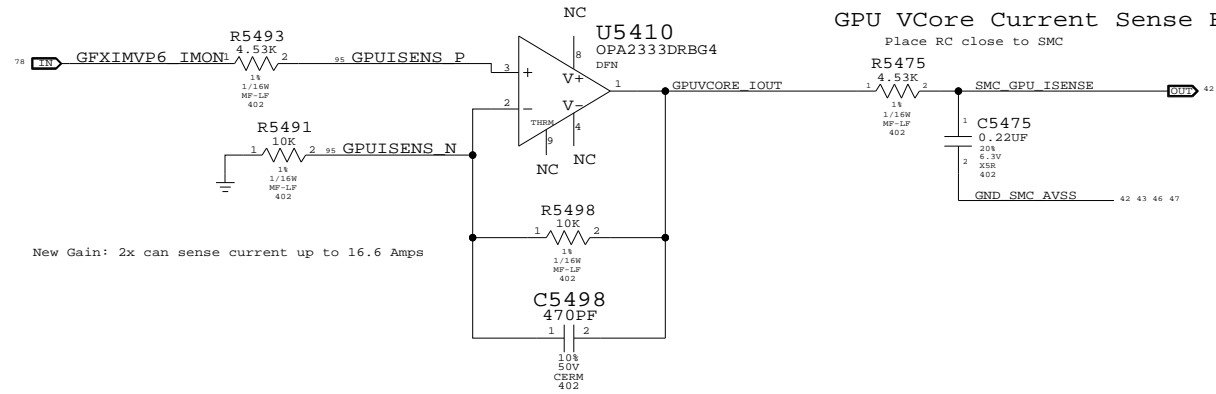 GPU VCore Current Sense
Place RC close to SMC
NC
U5410
OPA2333DRBG4
DFN
8
V+
3
+
2
-
V-
1
THRM
9
4
NC
NC
78 IN GFXIMVP6_IMON
R5493
4.53K
1 2
1%
1/16W
MF-LF
402
95 GPUISENS_P
R5491
10K
1 2
1%
1/16W
MF-LF
402
95 GPUISENS_N
GPUVCORE_IOUT
R5475
4.53K
1 2
1%
1/16W
MF-LF
402
SMC_GPU_ISENSE
OUT 42
1
C5475
0.22UF
20%
6.3V
X5R
402
2
GND_SMC_AVSS 42 43 46 47
R5498
10K
1 2
1%
1/16W
MF-LF
402
New Gain: 2x can sense current up to 16.6 Amps
C5498
470PF
1 2
10%
50V
CERM
402